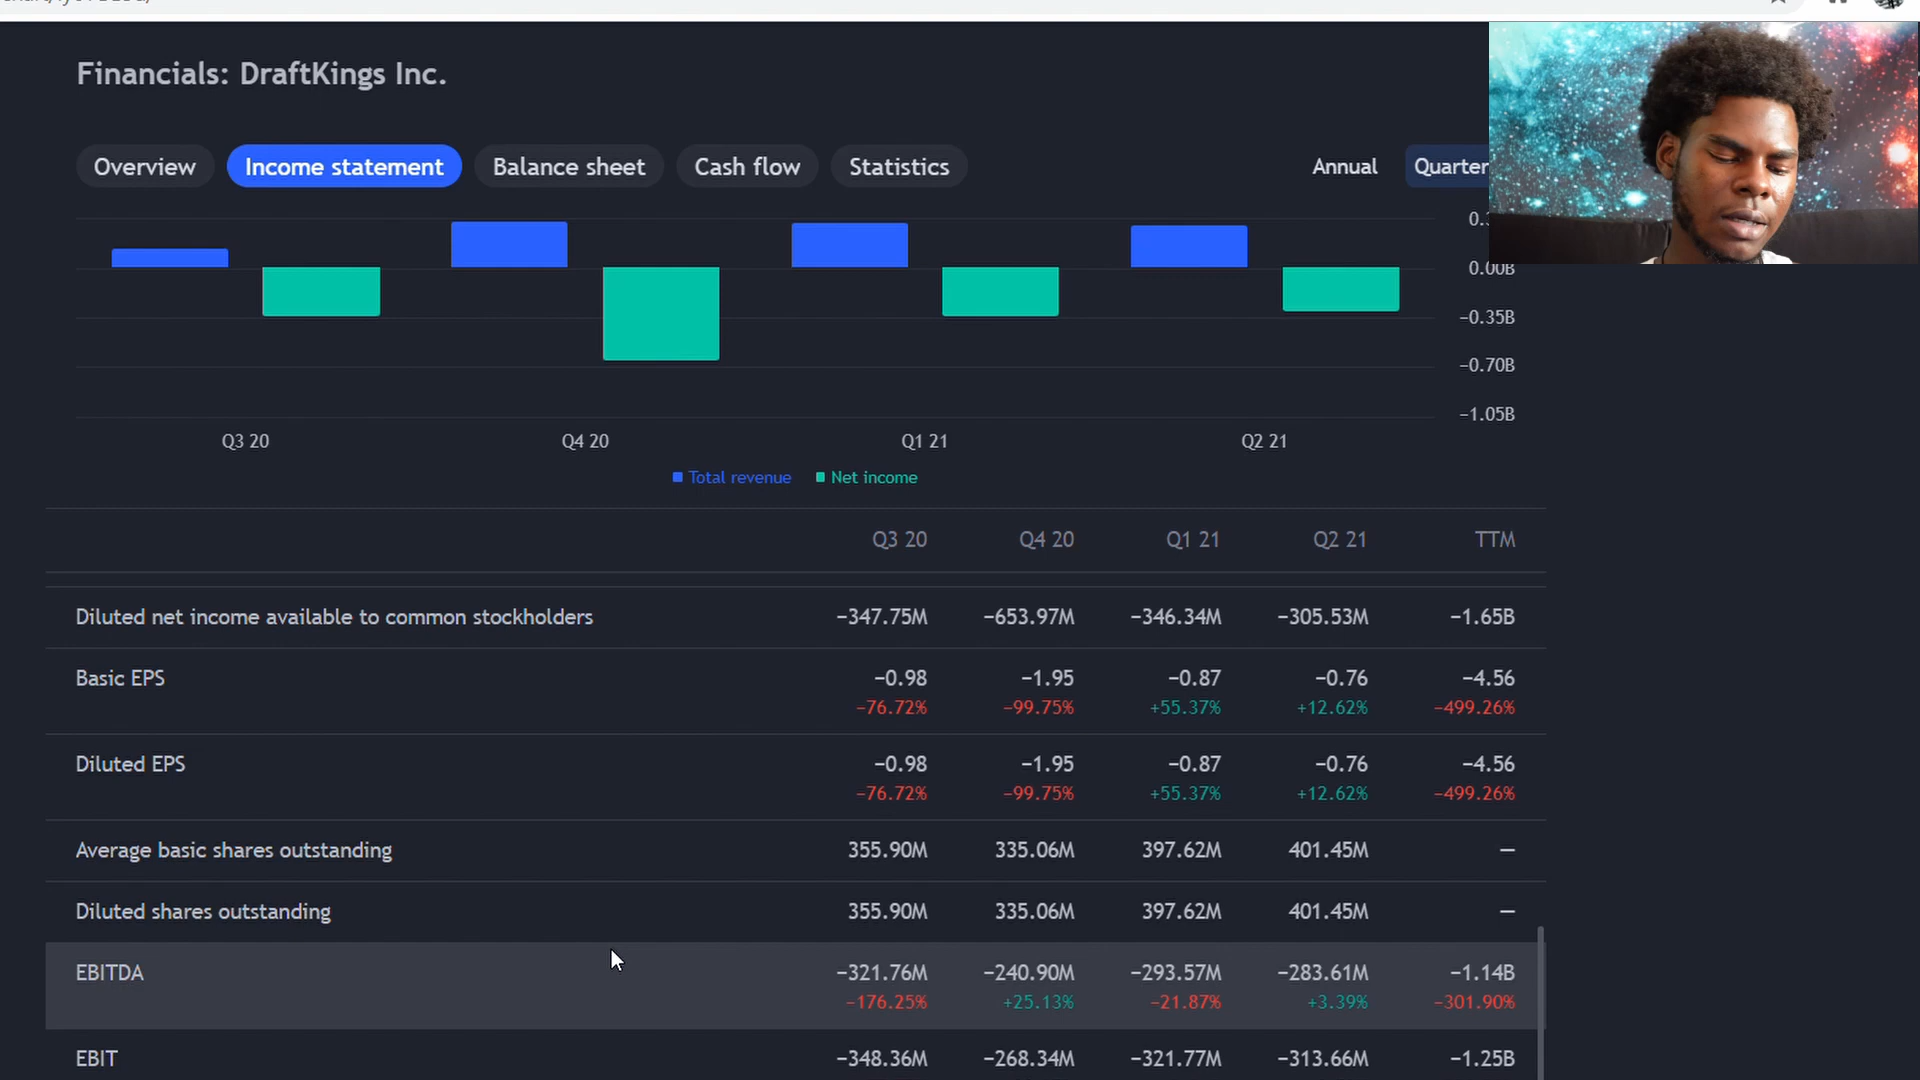 Financials: DraftKings Inc.
Overview Income statement Balance sheet Cash flow Statistics Annual Quarter
0.00B
−0.35B
−0.70B
−1.05B
Q3 20 Q4 20 Q1 21 Q2 21
Total revenue Net income
Q3 20 Q4 20 Q1 21 Q2 21 TTM
Diluted net income available to common stockholders −347.75M −653.97M −346.34M −305.53M −1.65B
Basic EPS −0.98 −1.95 −0.87 −0.76 −4.56
−76.72% −99.75% +55.37% +12.62% −499.26%
Diluted EPS −0.98 −1.95 −0.87 −0.76 −4.56
−76.72% −99.75% +55.37% +12.62% −499.26%
Average basic shares outstanding 355.90M 335.06M 397.62M 401.45M —
Diluted shares outstanding 355.90M 335.06M 397.62M 401.45M —
EBITDA −321.76M −240.90M −293.57M −283.61M −1.14B
−176.25% +25.13% −21.87% +3.39% −301.90%
EBIT −348.36M −268.34M −321.77M −313.66M −1.25B